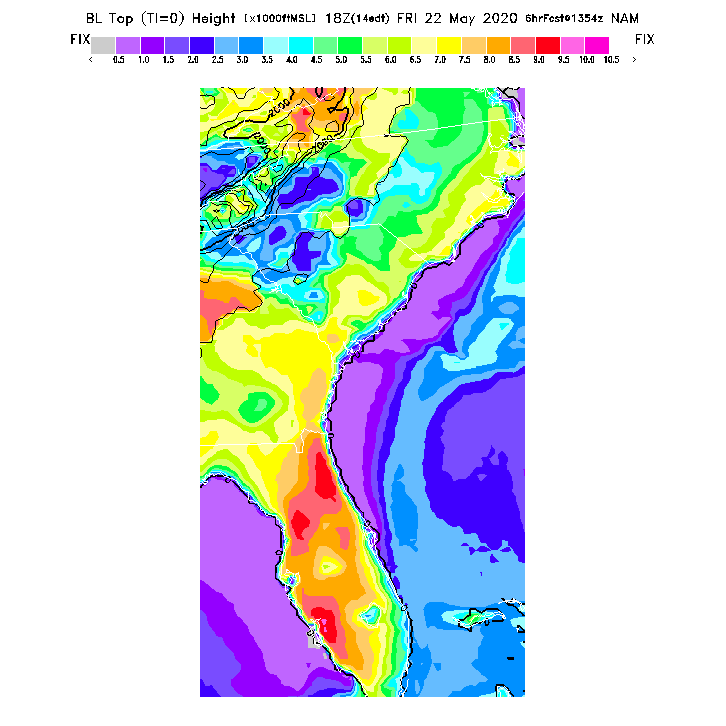 BL Top (TI=0) Height [x1000ftMSL] 18Z(14edt) FRI 22 May 2020 6hrFcst@1354z NAM
FIX FIX
< 0.5 1.0 1.5 2.0 2.5 3.0 3.5 4.0 4.5 5.0 5.5 6.0 6.5 7.0 7.5 8.0 8.5 9.0 9.5 10.0 10.5 >
2000
2000
2000